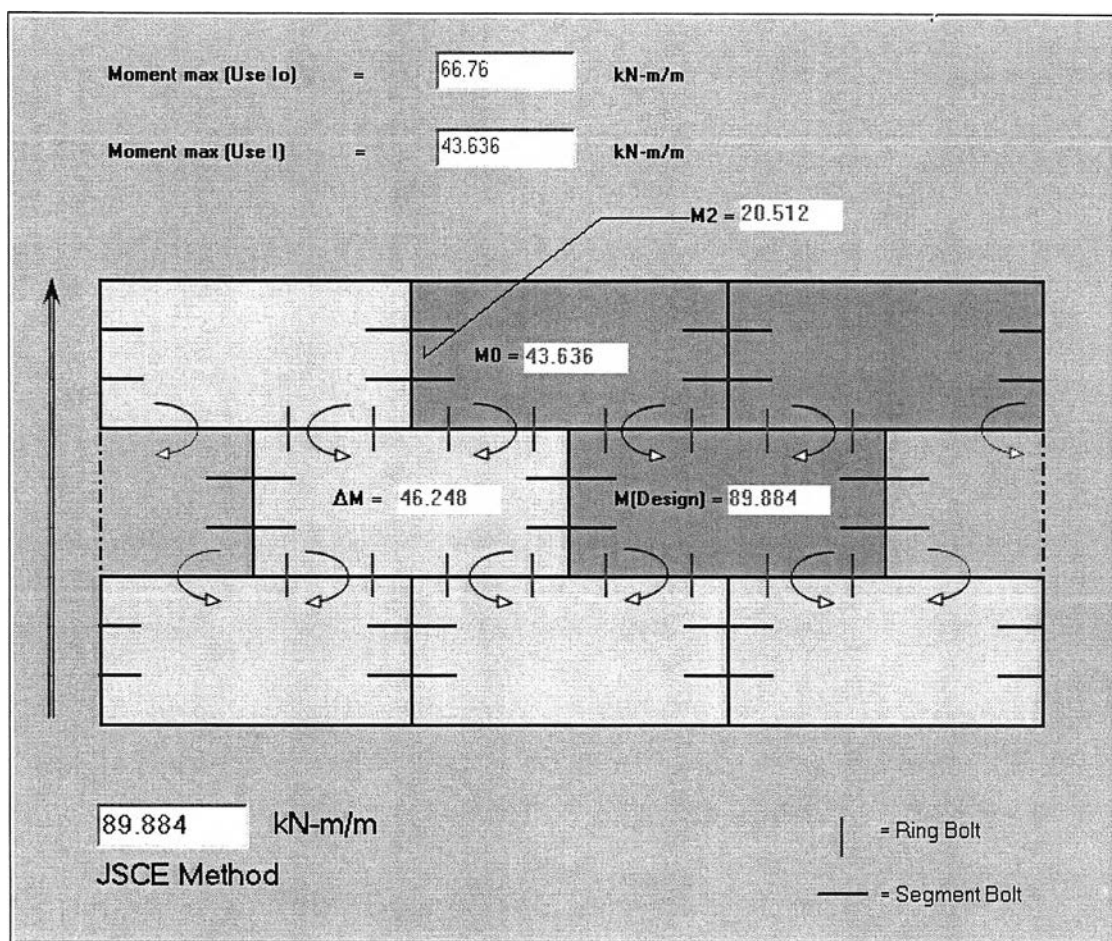 Moment max (Use Io) = 66.76 kN-m/m
Moment max (Use I) = 43.636 kN-m/m
M2 = 20.512
M0 = 43.636
ΔM = 46.248 M(Design) = 89.884
89.884 kN-m/m
JSCE Method
= Ring Bolt
= Segment Bolt